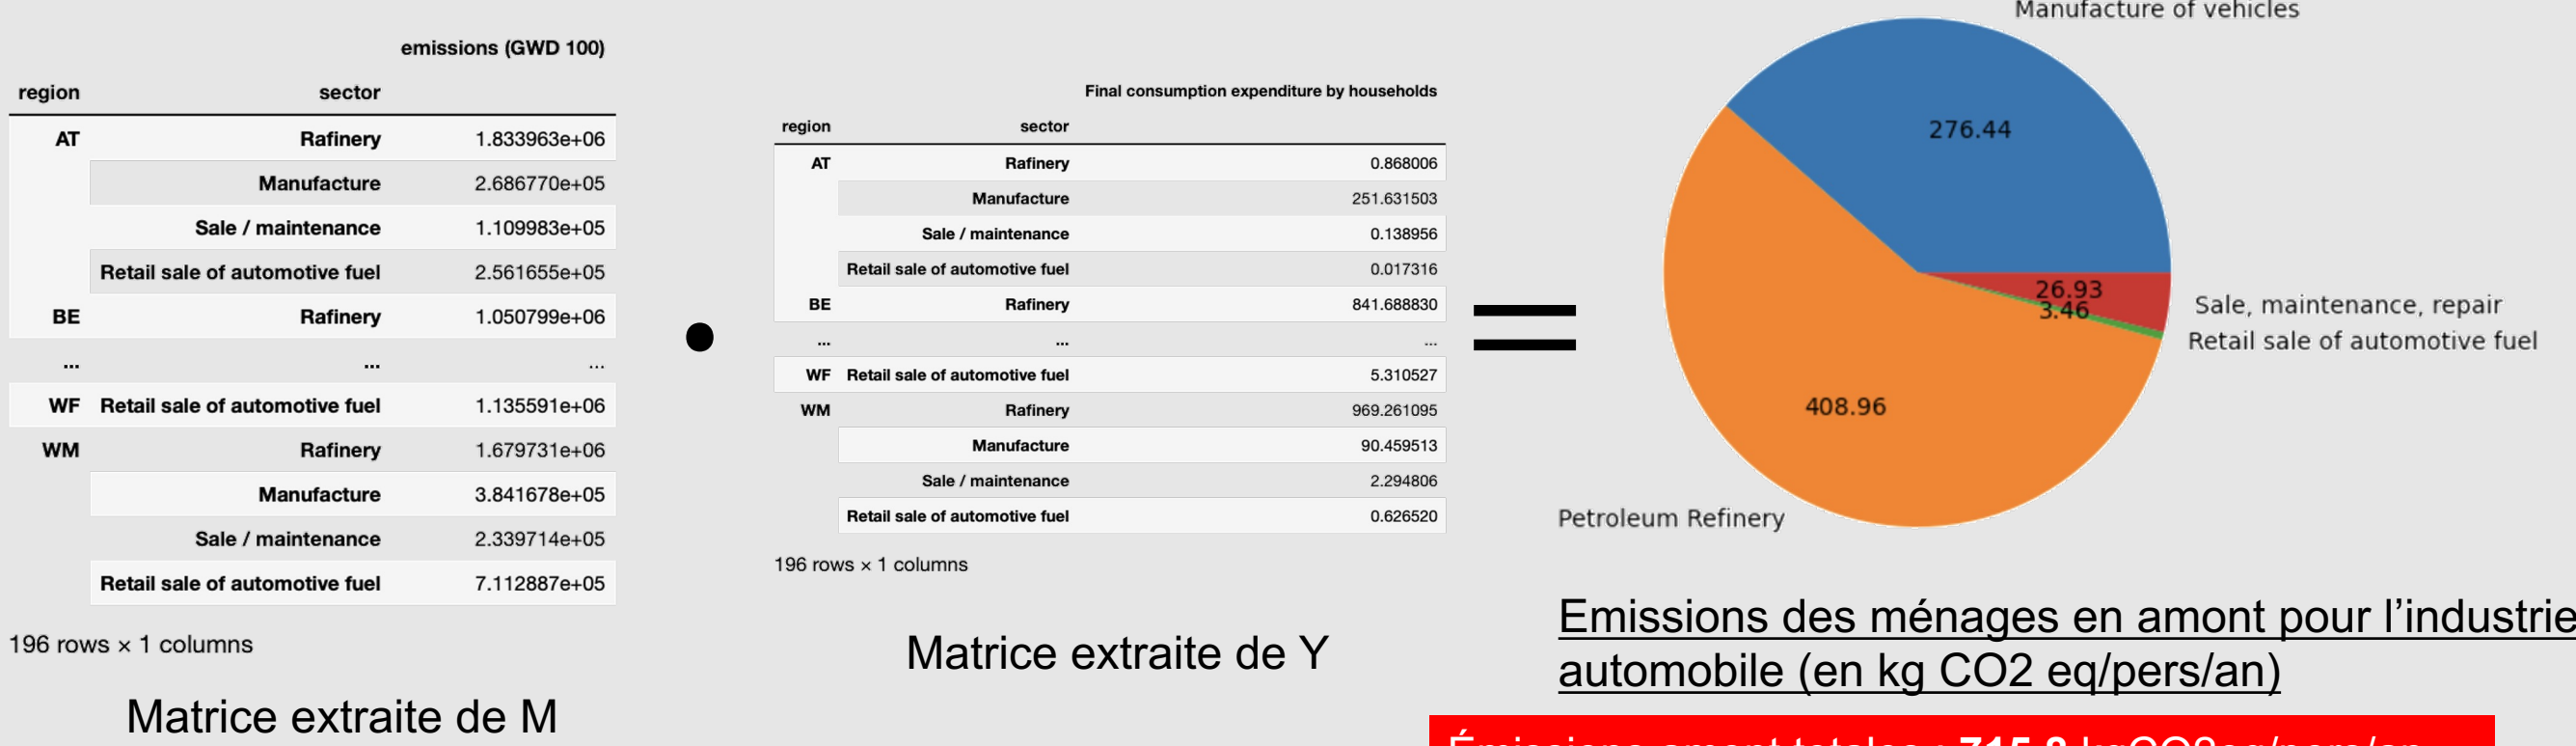 emissions (GWD 100)
region sector
AT Rafinery 1.833963e+06
Manufacture 2.686770e+05
Sale / maintenance 1.109983e+05
Retail sale of automotive fuel 2.561655e+05
BE Rafinery 1.050799e+06
... ... ...
WF Retail sale of automotive fuel 1.135591e+06
WM Rafinery 1.679731e+06
Manufacture 3.841678e+05
Sale / maintenance 2.339714e+05
Retail sale of automotive fuel 7.112887e+05
196 rows × 1 columns
Matrice extraite de M
•
Final consumption expenditure by households
region sector
AT Rafinery 0.868006
Manufacture 251.631503
Sale / maintenance 0.138956
Retail sale of automotive fuel 0.017316
BE Rafinery 841.688830
... ... ...
WF Retail sale of automotive fuel 5.310527
WM Rafinery 969.261095
Manufacture 90.459513
Sale / maintenance 2.294806
Retail sale of automotive fuel 0.626520
196 rows × 1 columns
Matrice extraite de Y
=
Manufacture of vehicles
276.44
26.93
3.46
Sale, maintenance, repair
Retail sale of automotive fuel
408.96
Petroleum Refinery
Emissions des ménages en amont pour l’industrie
automobile (en kg CO2 eq/pers/an)
Émissions amont totales : 715,8 kgCO2eq/pers/an